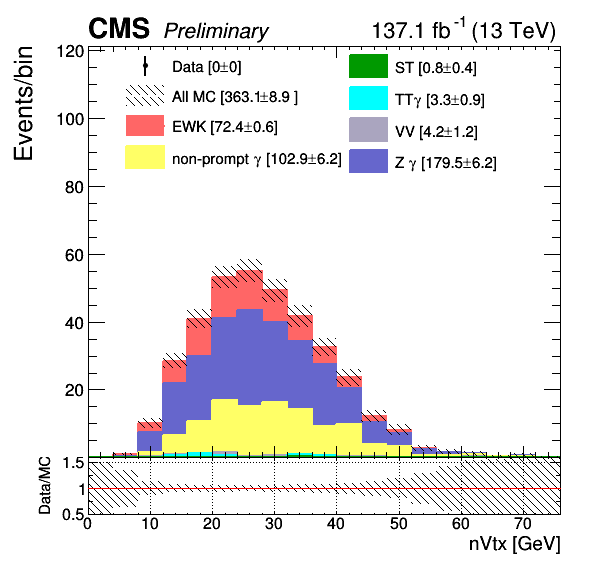 CMS Preliminary 137.1 fb⁻¹ (13 TeV)
Events/bin
Data [0±0]
All MC [363.1±8.9 ]
EWK [72.4±0.6]
non-prompt γ [102.9±6.2]
ST [0.8±0.4]
TTγ [3.3±0.9]
VV [4.2±1.2]
Z γ [179.5±6.2]
120
100
80
60
40
20
Data/MC
1.5
1
0.5
0 10 20 30 40 50 60 70
nVtx [GeV]